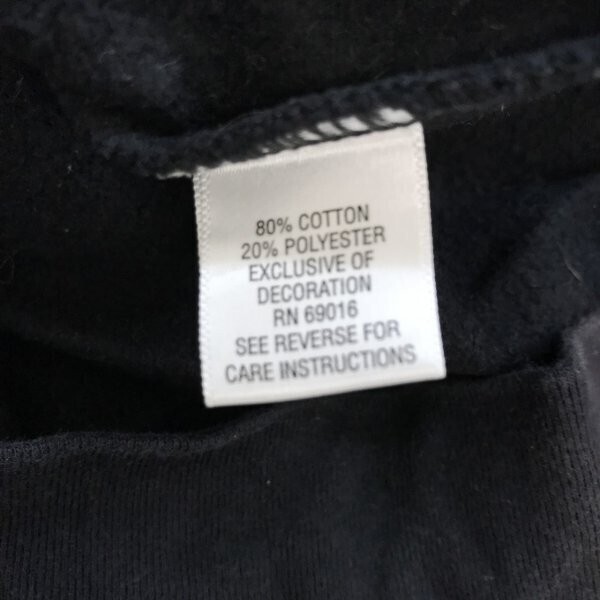 80% COTTON
20% POLYESTER
EXCLUSIVE OF
DECORATION
RN 69016
SEE REVERSE FOR
CARE INSTRUCTIONS